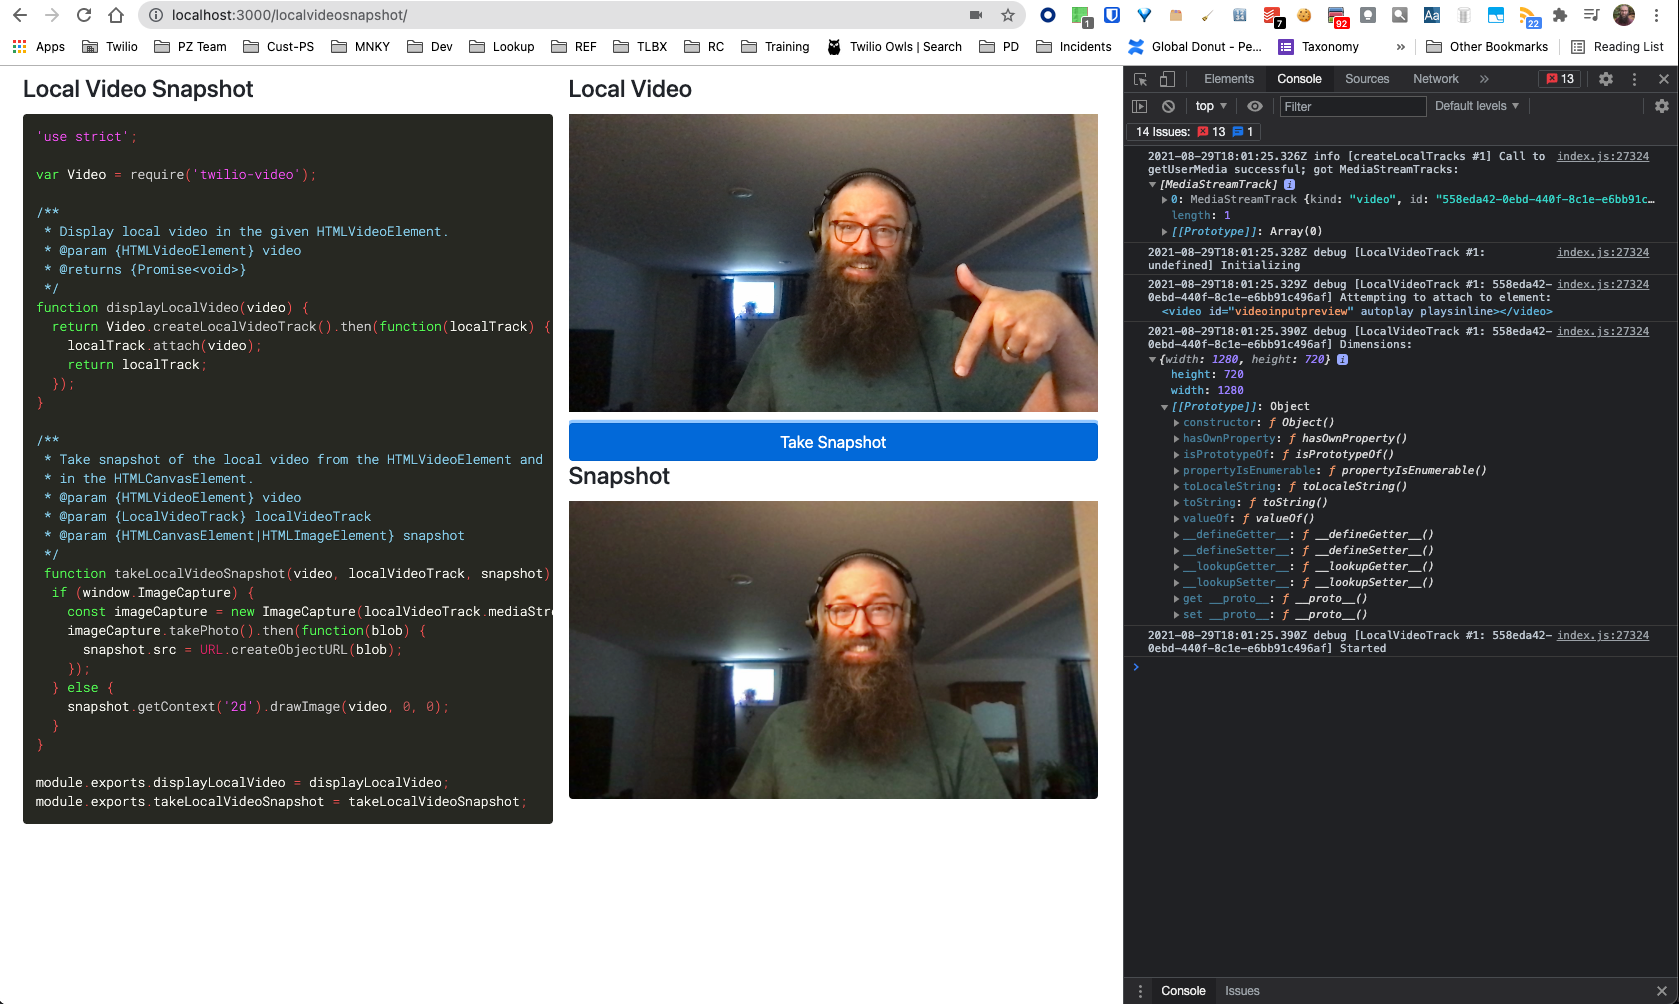 localhost:3000/localvideosnapshot/
1
7
92
Aa
22
Apps
Twilio
PZ Team
Cust-PS
MNKY
Dev
Lookup
REF
TLBX
RC
Training
Twilio Owls | Search
PD
Incidents
Global Donut - Pe...
Taxonomy
»
Other Bookmarks
Reading List
Local Video Snapshot
'use strict';
var Video = require('twilio-video');
/**
* Display local video in the given HTMLVideoElement.
* @param {HTMLVideoElement} video
* @returns {Promise<void>}
*/
function displayLocalVideo(video) {
return Video.createLocalVideoTrack().then(function(localTrack) {
localTrack.attach(video);
return localTrack;
});
}
/**
* Take snapshot of the local video from the HTMLVideoElement and
* in the HTMLCanvasElement.
* @param {HTMLVideoElement} video
* @param {LocalVideoTrack} localVideoTrack
* @param {HTMLCanvasElement|HTMLImageElement} snapshot
*/
function takeLocalVideoSnapshot(video, localVideoTrack, snapshot)
if (window.ImageCapture) {
const imageCapture = new ImageCapture(localVideoTrack.mediaStre
imageCapture.takePhoto().then(function(blob) {
snapshot.src = URL.createObjectURL(blob);
});
} else {
snapshot.getContext('2d').drawImage(video, 0, 0);
}
}
module.exports.displayLocalVideo = displayLocalVideo;
module.exports.takeLocalVideoSnapshot = takeLocalVideoSnapshot;
Local Video
Take Snapshot
Snapshot
Elements
Console
Sources
Network
»
13
top
Filter
Default levels
14 Issues: 13 1
2021-08-29T18:01:25.326Z info [createLocalTracks #1] Call to index.js:27324
getUserMedia successful; got MediaStreamTracks:
[MediaStreamTrack] i
0: MediaStreamTrack {kind: "video", id: "558eda42-0ebd-440f-8c1e-e6bb91c…
length: 1
[[Prototype]]: Array(0)
2021-08-29T18:01:25.328Z debug [LocalVideoTrack #1: index.js:27324
undefined] Initializing
2021-08-29T18:01:25.329Z debug [LocalVideoTrack #1: 558eda42- index.js:27324
0ebd-440f-8c1e-e6bb91c496af] Attempting to attach to element:
<video id="videoinputpreview" autoplay playsinline></video>
2021-08-29T18:01:25.390Z debug [LocalVideoTrack #1: 558eda42- index.js:27324
0ebd-440f-8c1e-e6bb91c496af] Dimensions:
{width: 1280, height: 720} i
height: 720
width: 1280
[[Prototype]]: Object
constructor: ƒ Object()
hasOwnProperty: ƒ hasOwnProperty()
isPrototypeOf: ƒ isPrototypeOf()
propertyIsEnumerable: ƒ propertyIsEnumerable()
toLocaleString: ƒ toLocaleString()
toString: ƒ toString()
valueOf: ƒ valueOf()
__defineGetter__: ƒ __defineGetter__()
__defineSetter__: ƒ __defineSetter__()
__lookupGetter__: ƒ __lookupGetter__()
__lookupSetter__: ƒ __lookupSetter__()
get __proto__: ƒ __proto__()
set __proto__: ƒ __proto__()
2021-08-29T18:01:25.390Z debug [LocalVideoTrack #1: 558eda42- index.js:27324
0ebd-440f-8c1e-e6bb91c496af] Started
Console
Issues